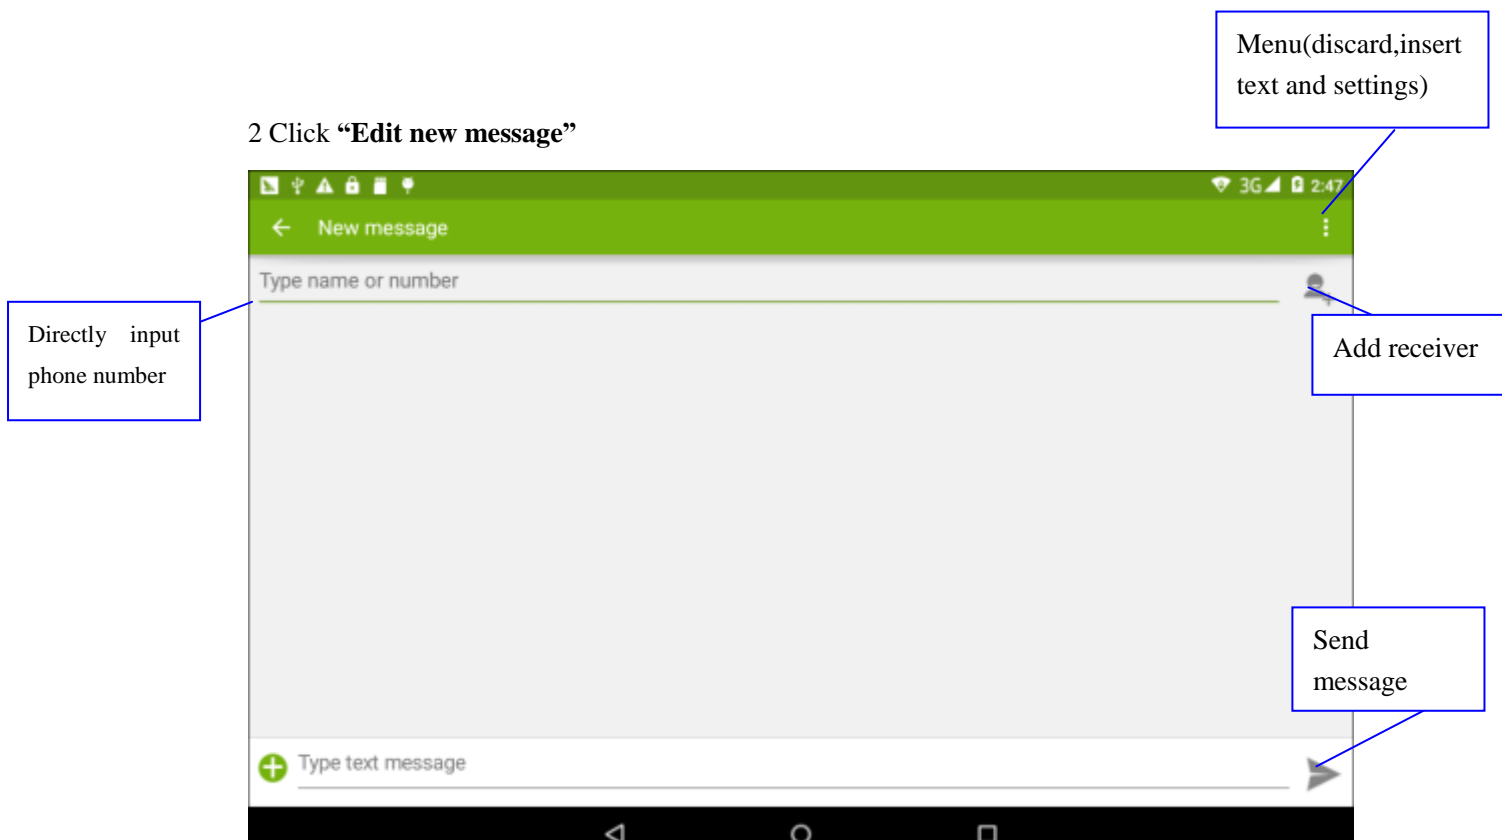 Menu(discard,insert
text and settings)
2 Click “Edit new message”
3G 2:47
New message
Type name or number
Directly input
phone number
Add receiver
Send
message
Type text message